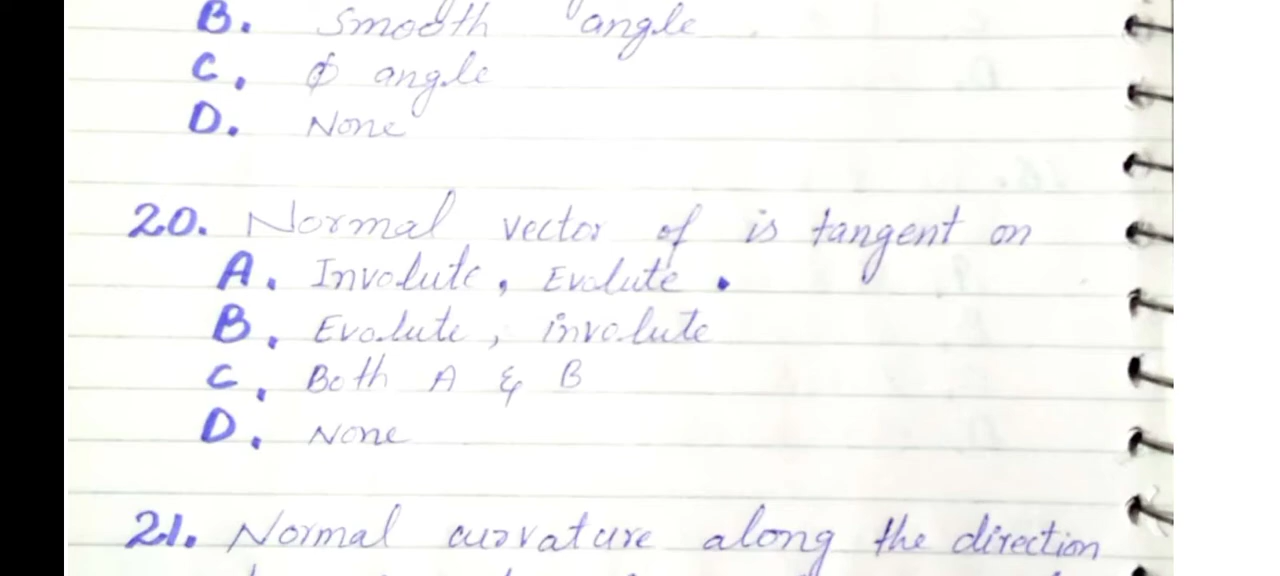 B. Smooth angle
C. φ angle
D. None
20. Normal vector of is tangent on
A. Involute, Evolute.
B. Evolute, involute
C. Both A & B
D. None
21. Normal curvature along the direction